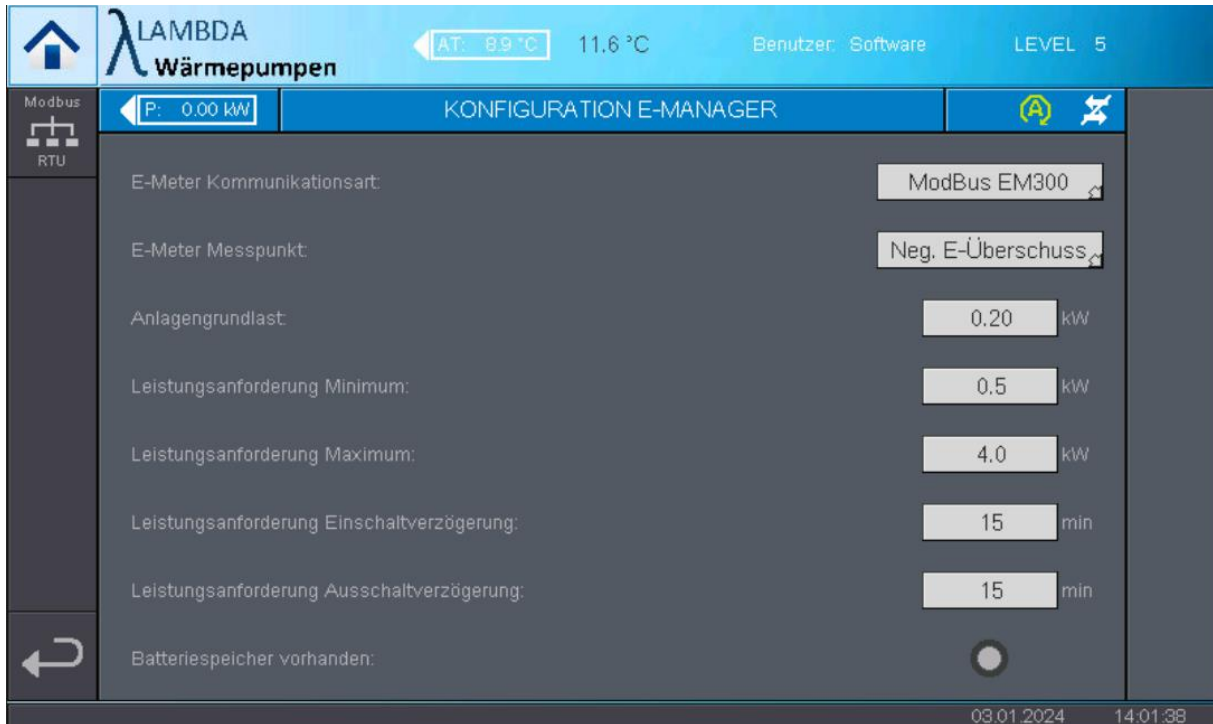 LAMBDA
Wärmepumpen
AT: 8.9 °C
11.6 °C
Benutzer: Software
LEVEL 5
Modbus
RTU
P: 0.00 kW
KONFIGURATION E-MANAGER
A
E-Meter Kommunikationsart:
ModBus EM300
E-Meter Messpunkt:
Neg. E-Überschuss
Anlagengrundlast:
0.20 kW
Leistungsanforderung Minimum:
0.5 kW
Leistungsanforderung Maximum:
4.0 kW
Leistungsanforderung Einschaltverzögerung:
15 min
Leistungsanforderung Ausschaltverzögerung:
15 min
Batteriespeicher vorhanden:
03.01.2024 14:01:38